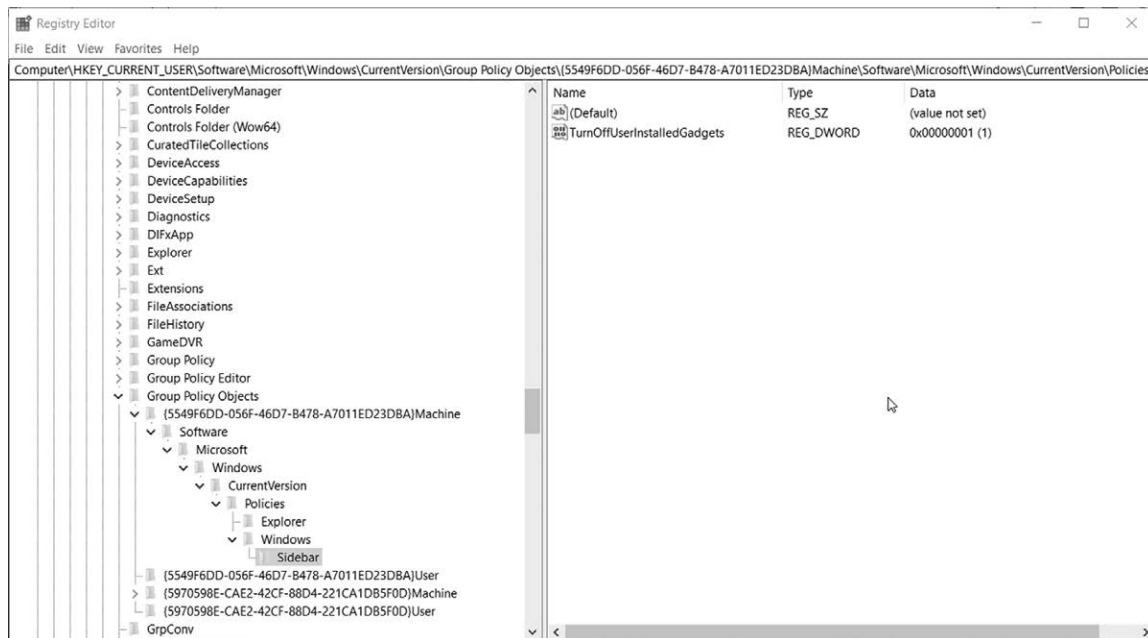 Registry Editor
File Edit View Favorites Help
Computer\HKEY_CURRENT_USER\Software\Microsoft\Windows\CurrentVersion\Group Policy Objects\{5549F6DD-056F-46D7-B478-A7011ED23DBA}Machine\Software\Microsoft\Windows\CurrentVersion\Policies
ContentDeliveryManager
Controls Folder
Controls Folder (Wow64)
CuratedTileCollections
DeviceAccess
DeviceCapabilities
DeviceSetup
Diagnostics
DIFxApp
Explorer
Ext
Extensions
FileAssociations
FileHistory
GameDVR
Group Policy
Group Policy Editor
Group Policy Objects
{5549F6DD-056F-46D7-B478-A7011ED23DBA}Machine
Software
Microsoft
Windows
CurrentVersion
Policies
Explorer
Windows
Sidebar
{5549F6DD-056F-46D7-B478-A7011ED23DBA}User
{5970598E-CAE2-42CF-88D4-221CA1DB5F0D}Machine
{5970598E-CAE2-42CF-88D4-221CA1DB5F0D}User
GrpConv
Name Type Data
(Default) REG_SZ (value not set)
TurnOffUserInstalledGadgets REG_DWORD 0x00000001 (1)